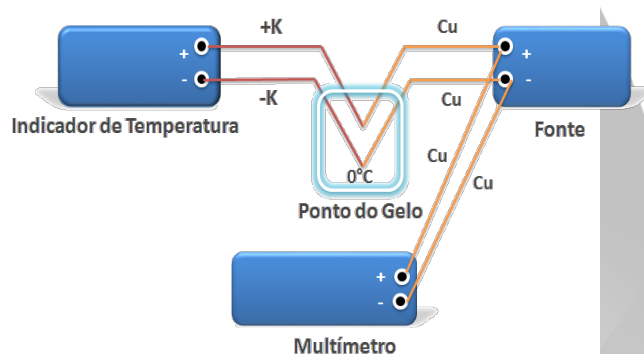 +K
Cu
+
+
-
-
-K
Cu
Indicador de Temperatura
Fonte
Cu
Cu
0°C
Ponto do Gelo
+
-
Multímetro